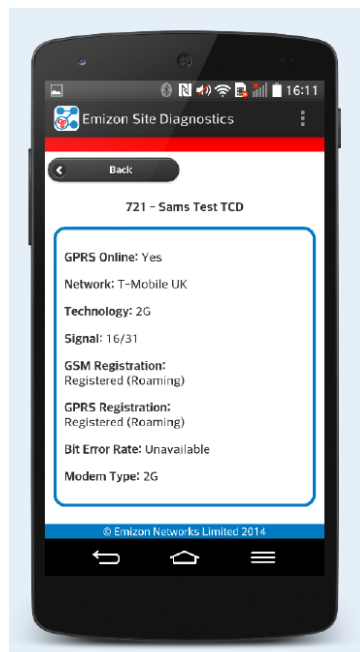 16:11
Emizon Site Diagnostics
Back
721 - Sams Test TCD
GPRS Online: Yes
Network: T-Mobile UK
Technology: 2G
Signal: 16/31
GSM Registration:
Registered (Roaming)
GPRS Registration:
Registered (Roaming)
Bit Error Rate: Unavailable
Modem Type: 2G
© Emizon Networks Limited 2014